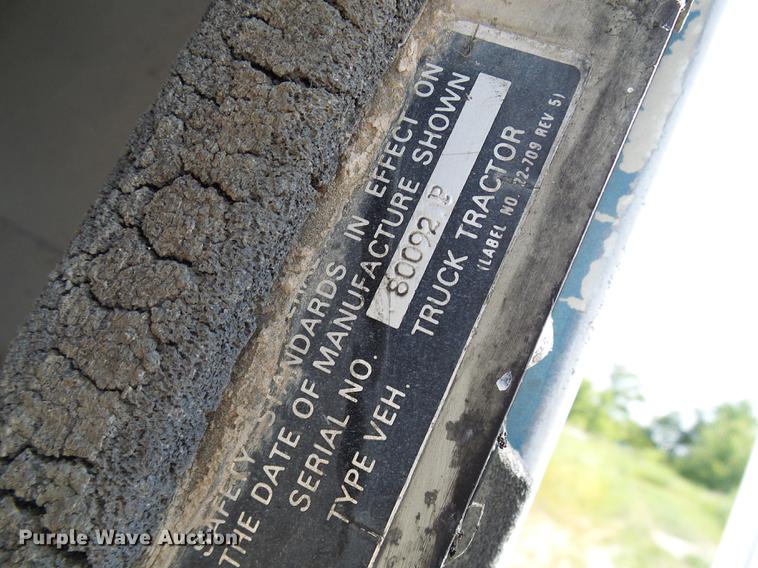 SAFETY STANDARDS IN EFFECT ON
THE DATE OF MANUFACTURE SHOWN
SERIAL NO. 80092 P
TYPE VEH. TRUCK TRACTOR
(LABEL NO. 22-709 REV 5)
Purple Wave Auction